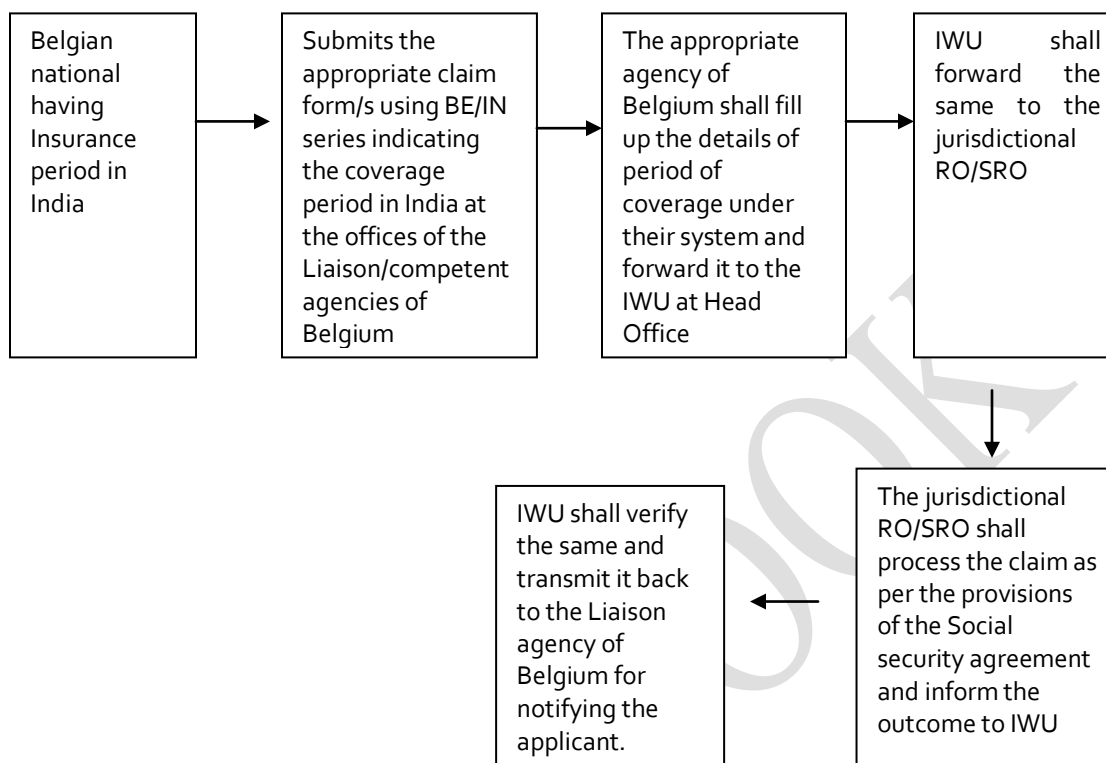 Belgian
national
having
Insurance
period in
India
Submits the
appropriate claim
form/s using BE/IN
series indicating
the coverage
period in India at
the offices of the
Liaison/competent
agencies of
Belgium
The appropriate
agency of
Belgium shall fill
up the details of
period of
coverage under
their system and
forward it to the
IWU at Head
Office
IWU shall
forward the
same to the
jurisdictional
RO/SRO
The jurisdictional
RO/SRO shall
process the claim as
per the provisions
of the Social
security agreement
and inform the
outcome to IWU
IWU shall verify
the same and
transmit it back
to the Liaison
agency of
Belgium for
notifying the
applicant.
OOK